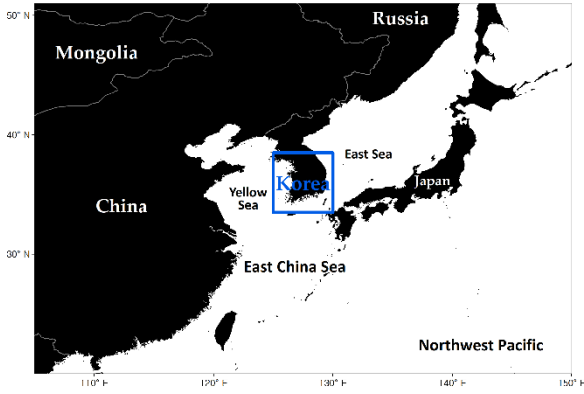 50° N
Russia
Mongolia
40° N
East Sea
Korea
Japan
Yellow
Sea
China
30° N
East China Sea
Northwest Pacific
110° E
120° E
130° E
140° E
150° E